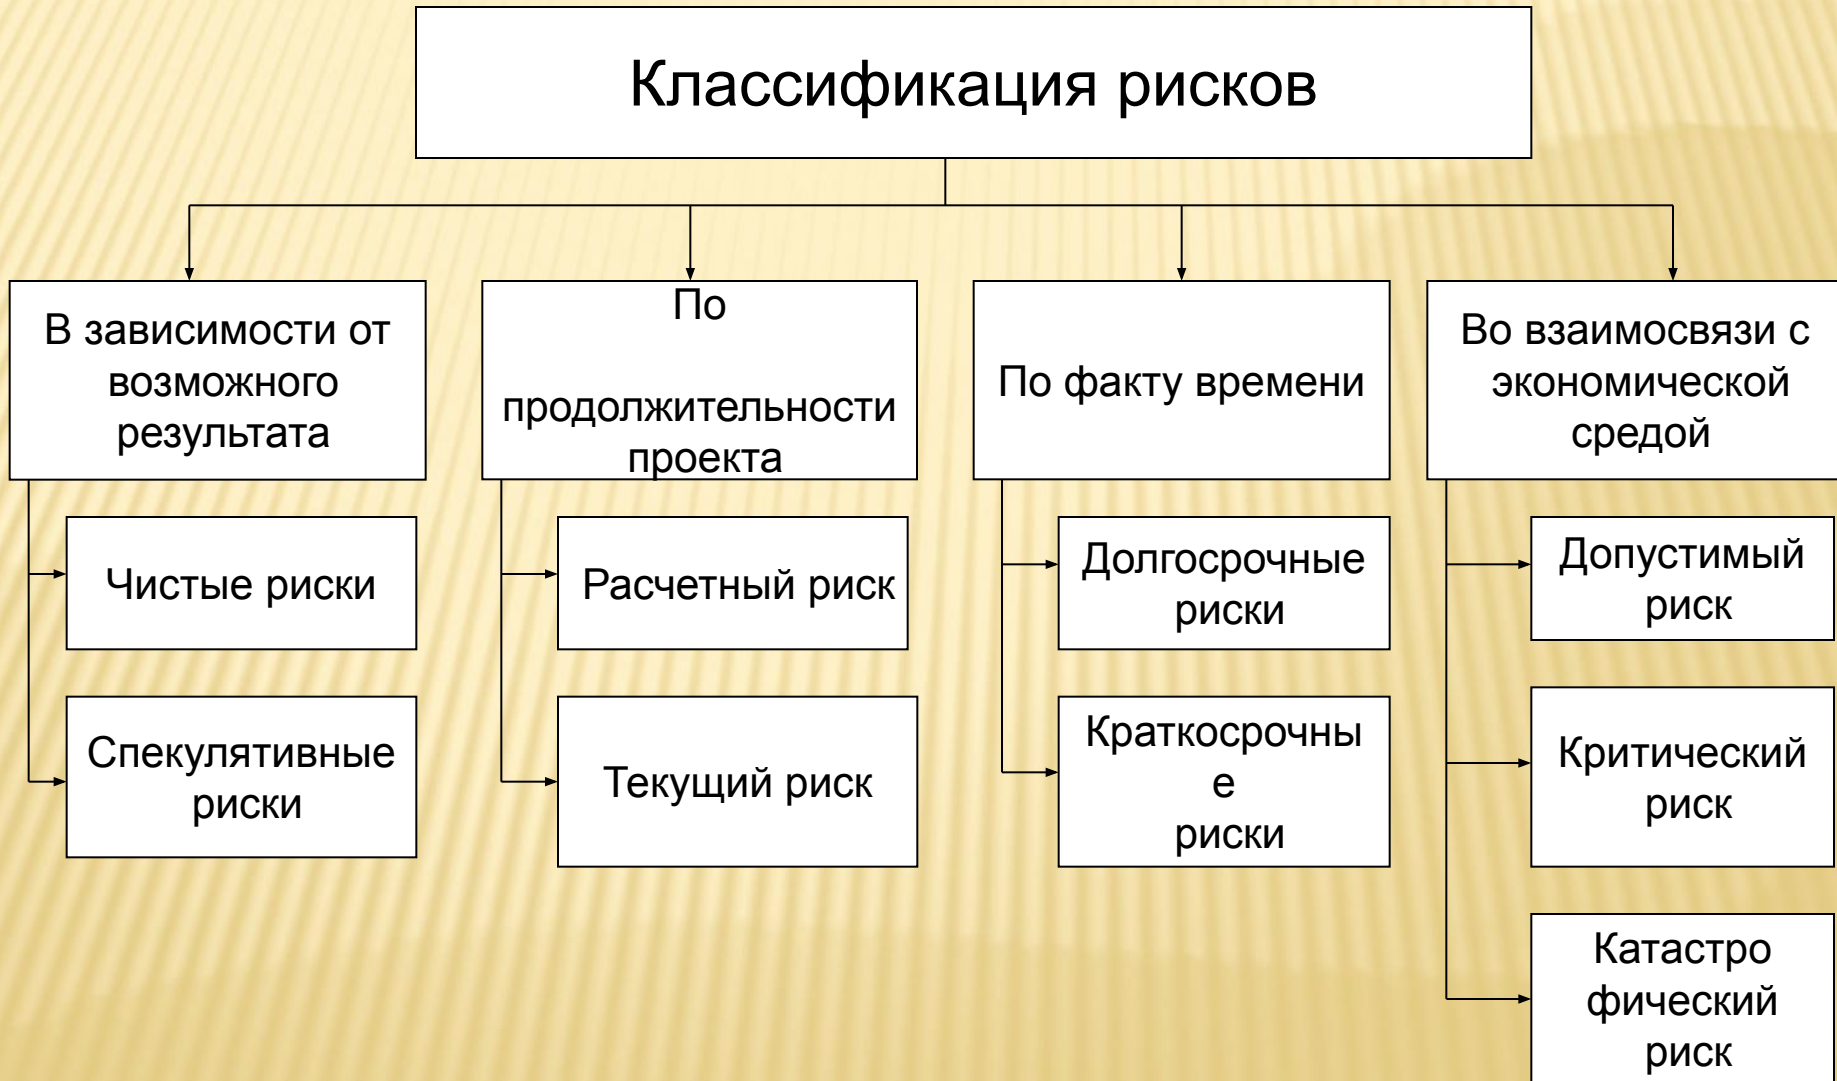 Классификация рисков
В зависимости от
возможного
результата
По
продолжительности
проекта
По факту времени
Во взаимосвязи с
экономической
средой
Чистые риски
Спекулятивные
риски
Расчетный риск
Текущий риск
Долгосрочные
риски
Краткосрочны
е
риски
Допустимый
риск
Критический
риск
Катастро
фический
риск